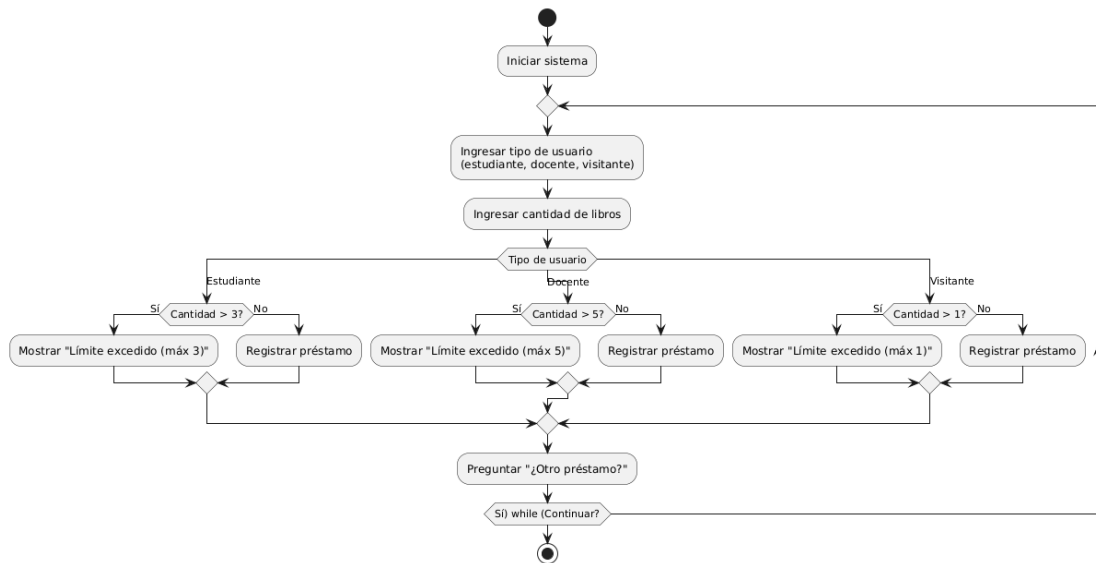 Iniciar sistema
Ingresar tipo de usuario
(estudiante, docente, visitante)
Ingresar cantidad de libros
Tipo de usuario
Estudiante
Docente
Visitante
Sí
Cantidad > 3?
No
Sí
Cantidad > 5?
No
Sí
Cantidad > 1?
No
Mostrar "Límite excedido (máx 3)"
Registrar préstamo
Mostrar "Límite excedido (máx 5)"
Registrar préstamo
Mostrar "Límite excedido (máx 1)"
Registrar préstamo
Preguntar "¿Otro préstamo?"
Sí) while (Continuar?